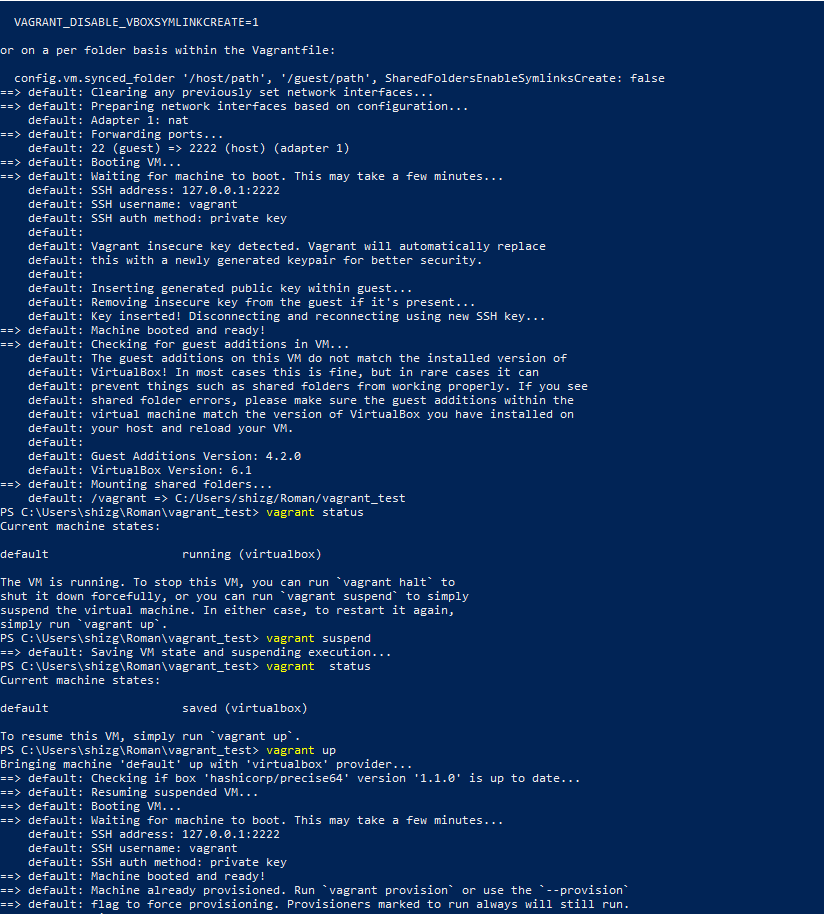 VAGRANT_DISABLE_VBOXSYMLINKCREATE=1
or on a per folder basis within the Vagrantfile:
config.vm.synced_folder '/host/path', '/guest/path', SharedFoldersEnableSymlinksCreate: false
==> default: Clearing any previously set network interfaces...
==> default: Preparing network interfaces based on configuration...
default: Adapter 1: nat
==> default: Forwarding ports...
default: 22 (guest) => 2222 (host) (adapter 1)
==> default: Booting VM...
==> default: Waiting for machine to boot. This may take a few minutes...
default: SSH address: 127.0.0.1:2222
default: SSH username: vagrant
default: SSH auth method: private key
default:
default: Vagrant insecure key detected. Vagrant will automatically replace
default: this with a newly generated keypair for better security.
default:
default: Inserting generated public key within guest...
default: Removing insecure key from the guest if it's present...
default: Key inserted! Disconnecting and reconnecting using new SSH key...
==> default: Machine booted and ready!
==> default: Checking for guest additions in VM...
default: The guest additions on this VM do not match the installed version of
default: VirtualBox! In most cases this is fine, but in rare cases it can
default: prevent things such as shared folders from working properly. If you see
default: shared folder errors, please make sure the guest additions within the
default: virtual machine match the version of VirtualBox you have installed on
default: your host and reload your VM.
default:
default: Guest Additions Version: 4.2.0
default: VirtualBox Version: 6.1
==> default: Mounting shared folders...
default: /vagrant => C:/Users/shizg/Roman/vagrant_test
PS C:\Users\shizg\Roman\vagrant_test> vagrant status
Current machine states:
default running (virtualbox)
The VM is running. To stop this VM, you can run `vagrant halt` to
shut it down forcefully, or you can run `vagrant suspend` to simply
suspend the virtual machine. In either case, to restart it again,
simply run `vagrant up`.
PS C:\Users\shizg\Roman\vagrant_test> vagrant suspend
==> default: Saving VM state and suspending execution...
PS C:\Users\shizg\Roman\vagrant_test> vagrant  status
Current machine states:
default saved (virtualbox)
To resume this VM, simply run `vagrant up`.
PS C:\Users\shizg\Roman\vagrant_test> vagrant up
Bringing machine 'default' up with 'virtualbox' provider...
==> default: Checking if box 'hashicorp/precise64' version '1.1.0' is up to date...
==> default: Resuming suspended VM...
==> default: Booting VM...
==> default: Waiting for machine to boot. This may take a few minutes...
default: SSH address: 127.0.0.1:2222
default: SSH username: vagrant
default: SSH auth method: private key
==> default: Machine booted and ready!
==> default: Machine already provisioned. Run `vagrant provision` or use the `--provision`
==> default: flag to force provisioning. Provisioners marked to run always will still run.